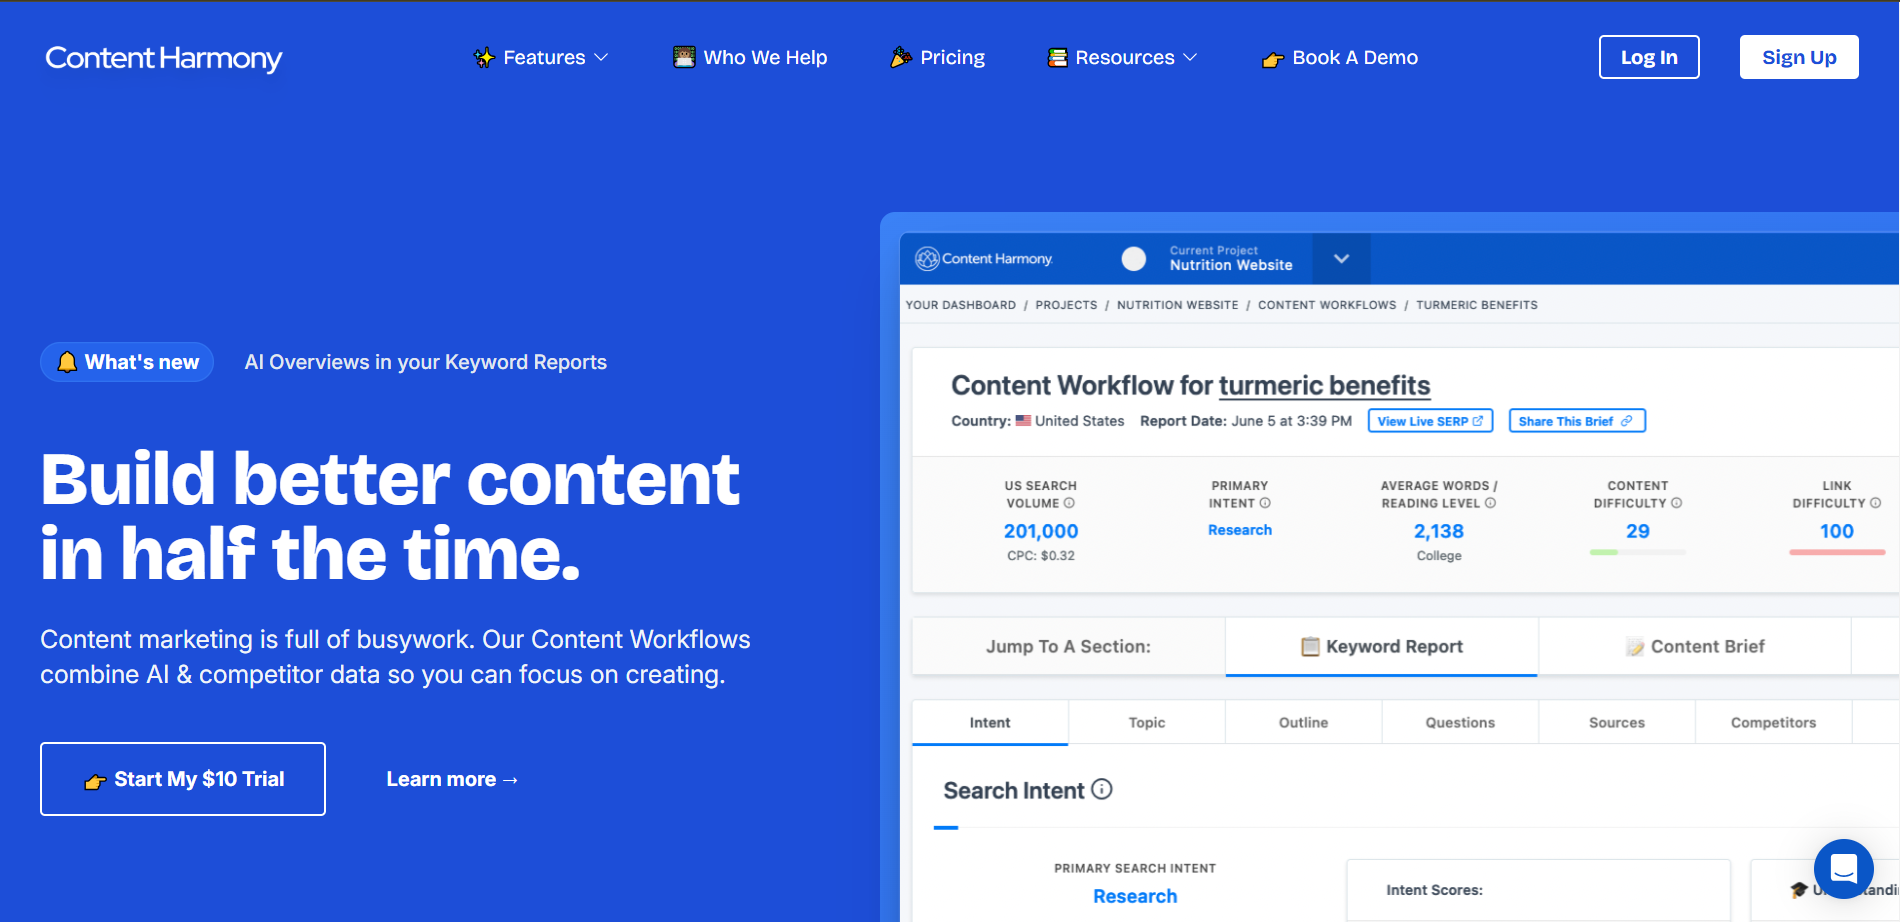 Content Harmony
Features
Who We Help
Pricing
Resources
Book A Demo
Log In
Sign Up
What's new
AI Overviews in your Keyword Reports
Build better content
in half the time.
Content marketing is full of busywork. Our Content Workflows
combine AI & competitor data so you can focus on creating.
Start My $10 Trial
Learn more →
Content Harmony
Current Project
Nutrition Website
YOUR DASHBOARD / PROJECTS / NUTRITION WEBSITE / CONTENT WORKFLOWS / TURMERIC BENEFITS
Content Workflow for turmeric benefits
Country: United States Report Date: June 5 at 3:39 PM
View Live SERP
Share This Brief
US SEARCH
VOLUME
201,000
CPC: $0.32
PRIMARY
INTENT
Research
AVERAGE WORDS /
READING LEVEL
2,138
College
CONTENT
DIFFICULTY
29
LINK
DIFFICULTY
100
Jump To A Section:
Keyword Report
Content Brief
Intent
Topic
Outline
Questions
Sources
Competitors
Search Intent
PRIMARY SEARCH INTENT
Research
Intent Scores: